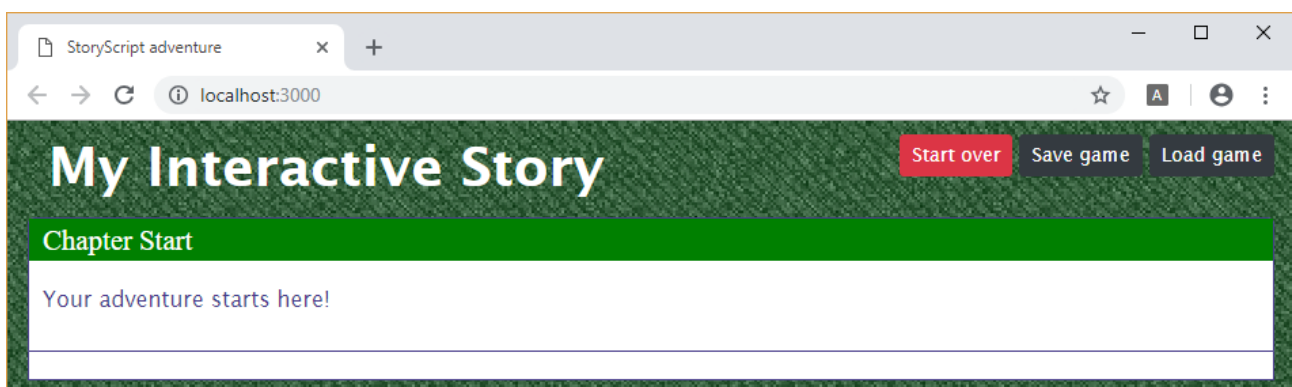 StoryScript adventure
localhost:3000
A
My Interactive Story
Start over Save game Load game
Chapter Start
Your adventure starts here!